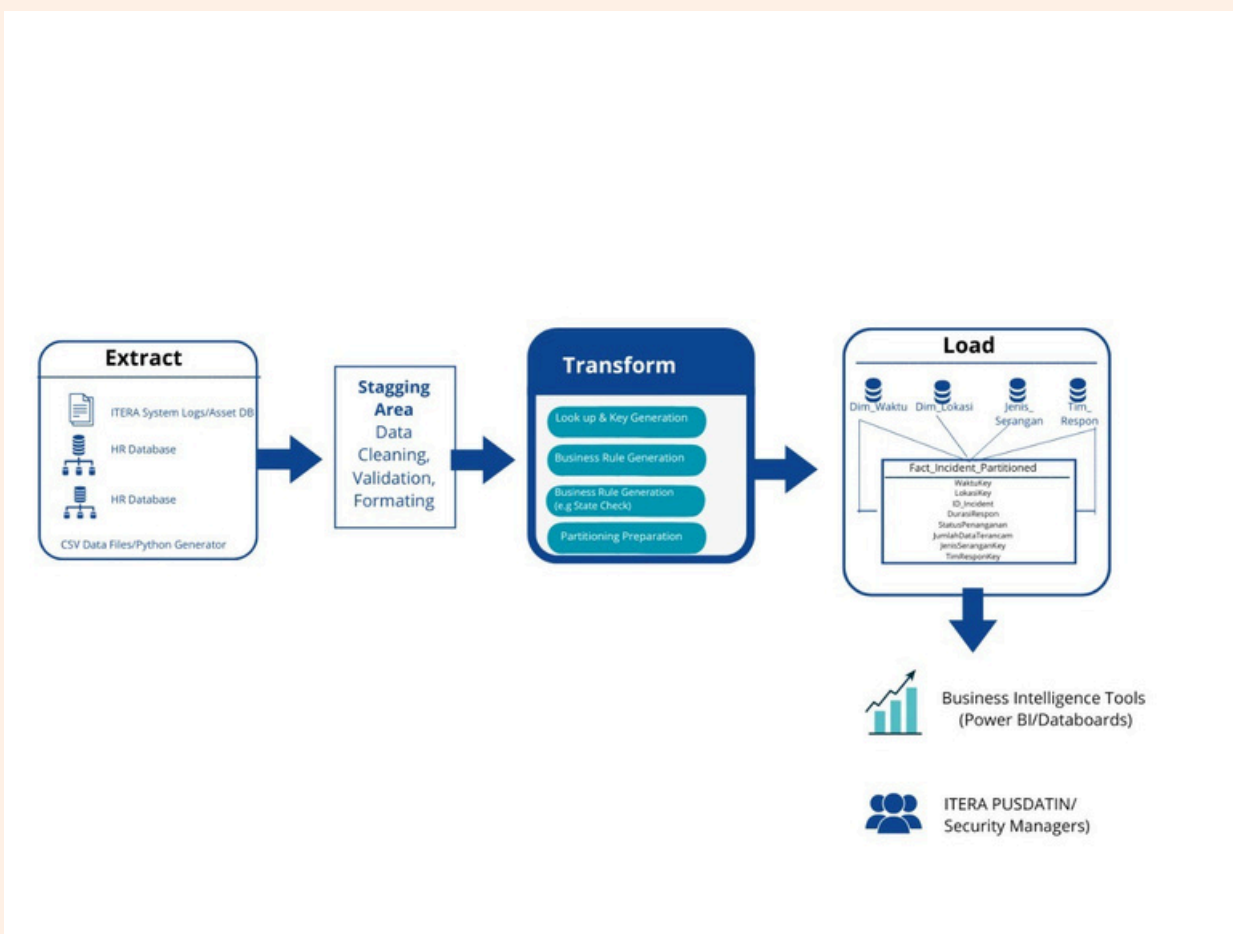 Extract
ITERA System Logs/Asset DB
HR Database
HR Database
CSV Data Files/Python Generator
Stagging
Area
Data
Cleaning,
Validation,
Formating
Transform
Look up & Key Generation
Business Rule Generation
Business Rule Generation
(e.g State Check)
Partitioning Preparation
Load
Dim_Waktu
Dim_Lokasi
Jenis_
Serangan
Tim_
Respon
Fact_Incident_Partitioned
WaktuKey
LokasiKey
ID_Incident
DurasiRespon
StatusPenanganan
JumlahDataTerancam
JenisSeranganKey
TimResponKey
Business Intelligence Tools
(Power BI/Databoards)
ITERA PUSDATIN/
Security Managers)